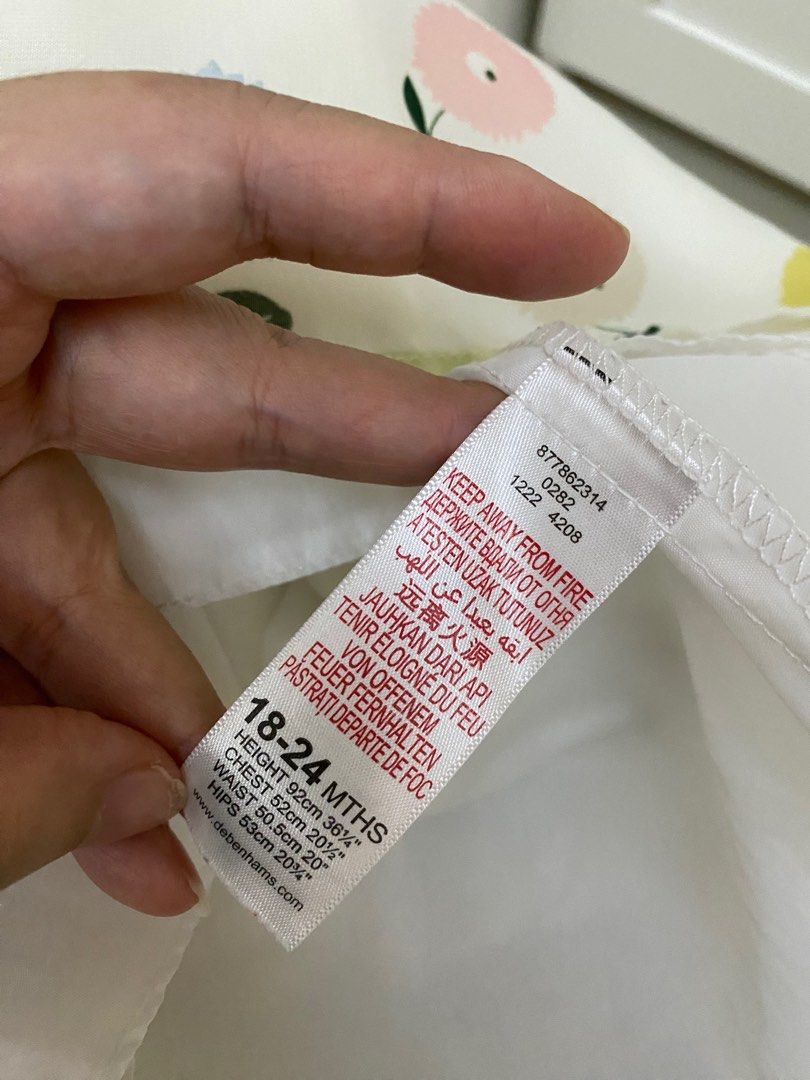 877862314
0282
1222 4208
KEEP AWAY FROM FIRE
ДЕРЖИТЕ ВДАЛИ ОТ ОГНЯ
ATESTEN UZAK TUTUNUZ
ابقه بعيدا عن اللهب
远离火源
JAUHKAN DARI API
TENIR ÉLOIGNÉ DU FEU
VON OFFENEM
FEUER FERNHALTEN
PĂSTRAȚI DEPARTE DE FOC
18-24 MTHS
HEIGHT 92cm 36¼"
CHEST 52cm 20½"
WAIST 50.5cm 20"
HIPS 53cm 20¾"
www.debenhams.com